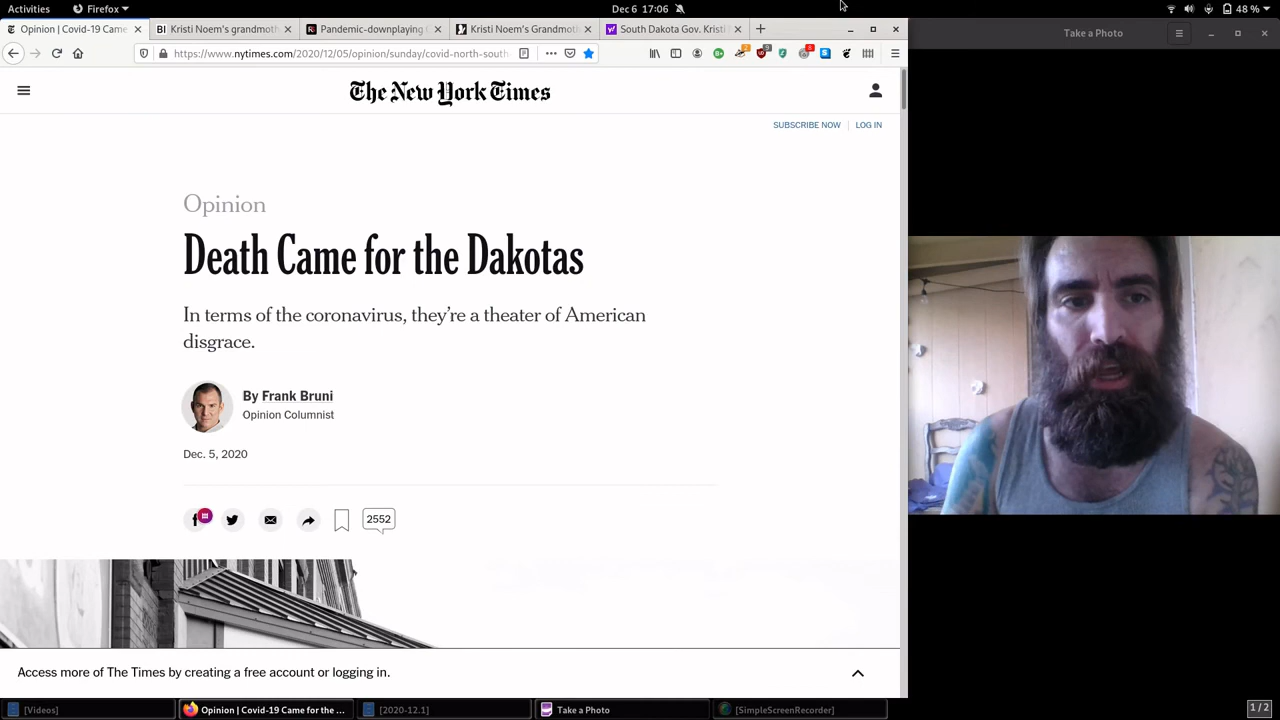 Activities
Firefox
Dec 6 17:06
48 %
Opinion | Covid-19 Came
Kristi Noem's grandmoth
Pandemic-downplaying
Kristi Noem's Grandmot
South Dakota Gov. Kristi
Take a Photo
https://www.nytimes.com/2020/12/05/opinion/sunday/covid-north-south
The New York Times
SUBSCRIBE NOW
LOG IN
Opinion
Death Came for the Dakotas
In terms of the coronavirus, they're a theater of American
disgrace.
By Frank Bruni
Opinion Columnist
Dec. 5, 2020
2552
Access more of The Times by creating a free account or logging in.
[Videos]
Opinion | Covid-19 Came for the ...
[2020-12.1]
Take a Photo
[SimpleScreenRecorder]
1 / 2